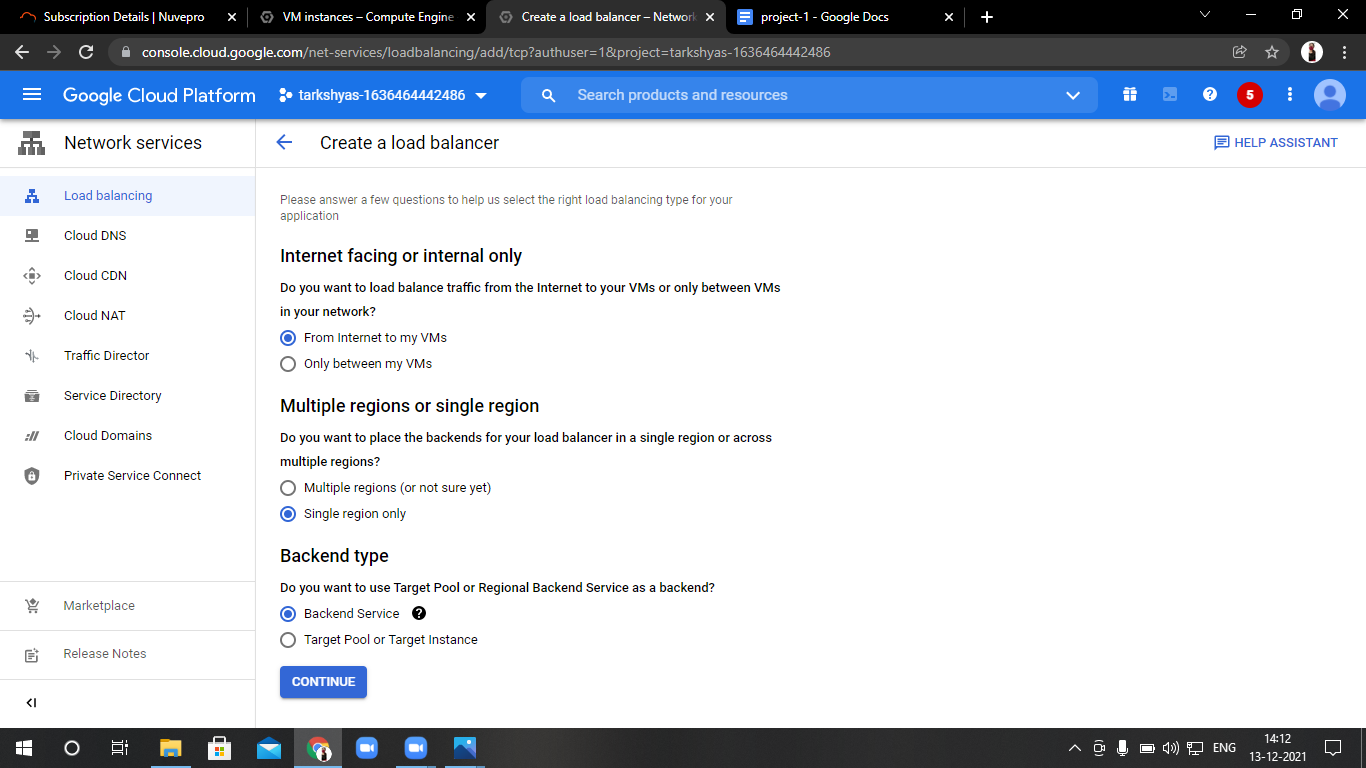 Subscription Details | Nuvepro
VM instances – Compute Engine
Create a load balancer – Network
project-1 - Google Docs
console.cloud.google.com/net-services/loadbalancing/add/tcp?authuser=1&project=tarkshyas-1636464442486
Google Cloud Platform
tarkshyas-1636464442486
Search products and resources
5
Network services
Create a load balancer
HELP ASSISTANT
Load balancing
Cloud DNS
Cloud CDN
Cloud NAT
Traffic Director
Service Directory
Cloud Domains
Private Service Connect
Marketplace
Release Notes
Please answer a few questions to help us select the right load balancing type for your
application
Internet facing or internal only
Do you want to load balance traffic from the Internet to your VMs or only between VMs
in your network?
From Internet to my VMs
Only between my VMs
Multiple regions or single region
Do you want to place the backends for your load balancer in a single region or across
multiple regions?
Multiple regions (or not sure yet)
Single region only
Backend type
Do you want to use Target Pool or Regional Backend Service as a backend?
Backend Service
Target Pool or Target Instance
CONTINUE
ENG
14:12
13-12-2021